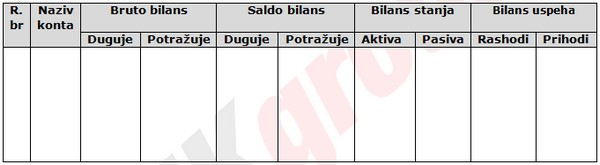 R. br Naziv konta Bruto bilans Saldo bilans Bilans stanja Bilans uspeha
Duguje Potražuje Duguje Potražuje Aktiva Pasiva Rashodi Prihodi